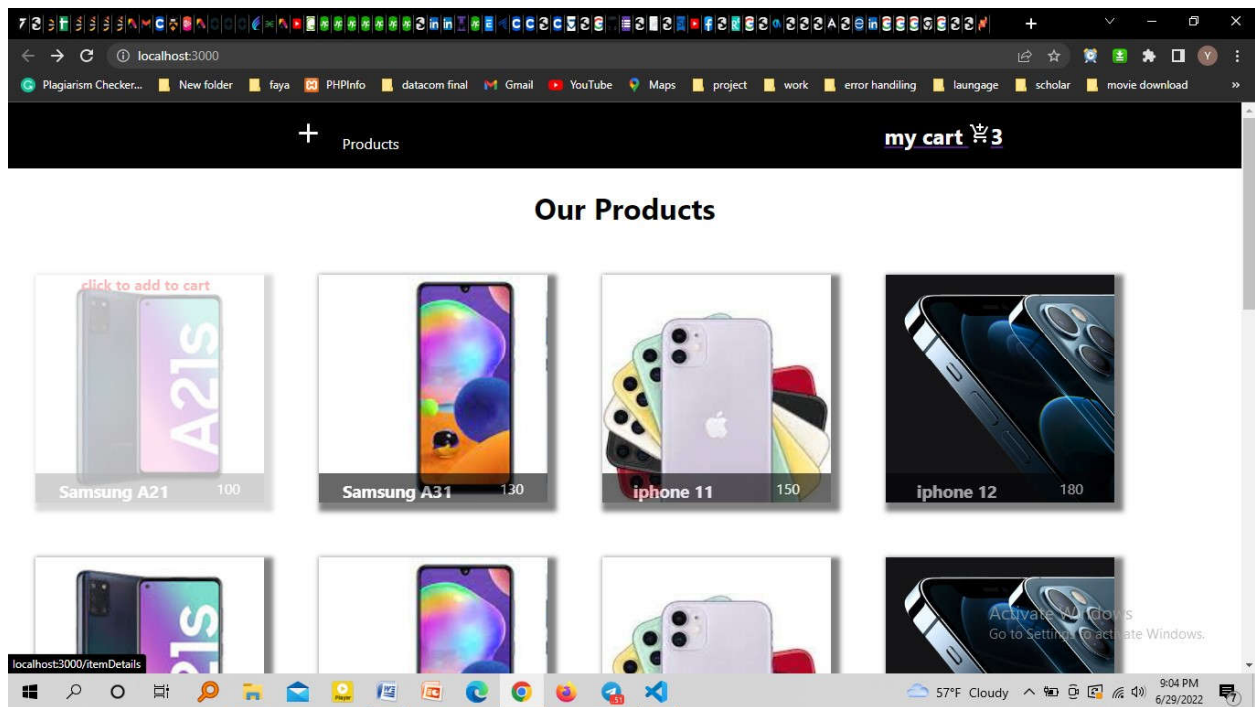 localhost:3000
Plagiarism Checker... New folder faya PHPInfo datacom final Gmail YouTube Maps project work error handiling laungage scholar movie download »
Products my cart 3
Our Products
click to add to cart
A21s
Samsung A21 100 Samsung A31 130 iphone 11 150 iphone 12 180
Activate Windows
Go to Settings to activate Windows.
localhost:3000/itemDetails
57°F Cloudy 9:04 PM
6/29/2022